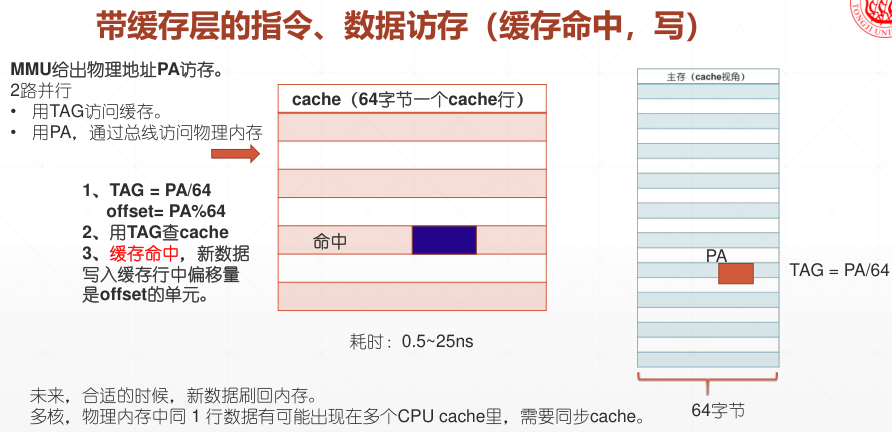 带缓存层的指令、数据访存（缓存命中，写）
MMU给出物理地址PA访存。
2路并行
• 用TAG访问缓存。
• 用PA，通过总线访问物理内存
1、TAG = PA/64
offset= PA%64
2、用TAG查cache
3、缓存命中，新数据
写入缓存行中偏移量
是offset的单元。
cache（64字节一个cache行）
命中
耗时：0.5~25ns
主存（cache视角）
PA
TAG = PA/64
64字节
未来，合适的时候，新数据刷回内存。
多核，物理内存中同 1 行数据有可能出现在多个CPU cache里，需要同步cache。